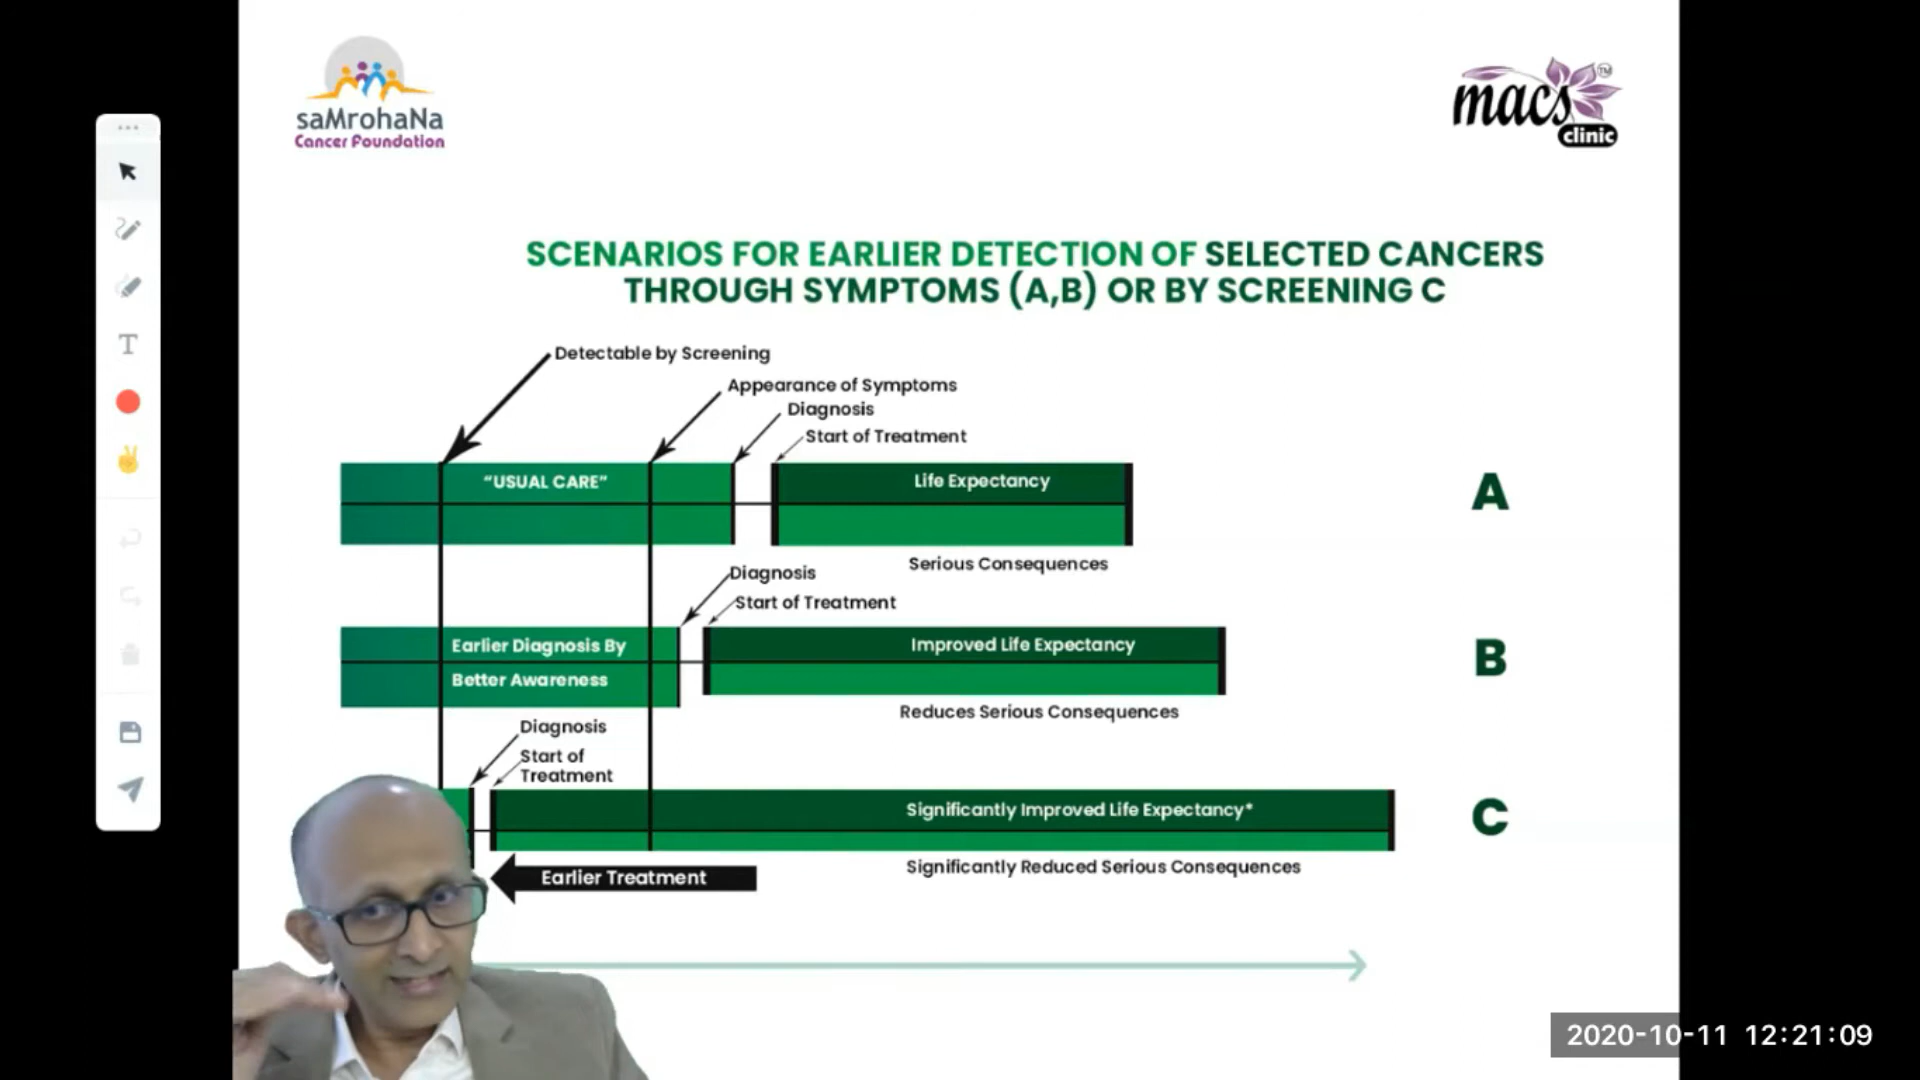 saMrohaNa
Cancer Foundation
macs
TM
clinic
SCENARIOS FOR EARLIER DETECTION OF SELECTED CANCERS
THROUGH SYMPTOMS (A,B) OR BY SCREENING C
Detectable by Screening
Appearance of Symptoms
Diagnosis
Start of Treatment
“USUAL CARE”
Life Expectancy
A
Serious Consequences
Diagnosis
Start of Treatment
Earlier Diagnosis By
Better Awareness
Improved Life Expectancy
B
Reduces Serious Consequences
Diagnosis
Start of
Treatment
Significantly Improved Life Expectancy*
C
Significantly Reduced Serious Consequences
Earlier Treatment
T
2020-10-11 12:21:09